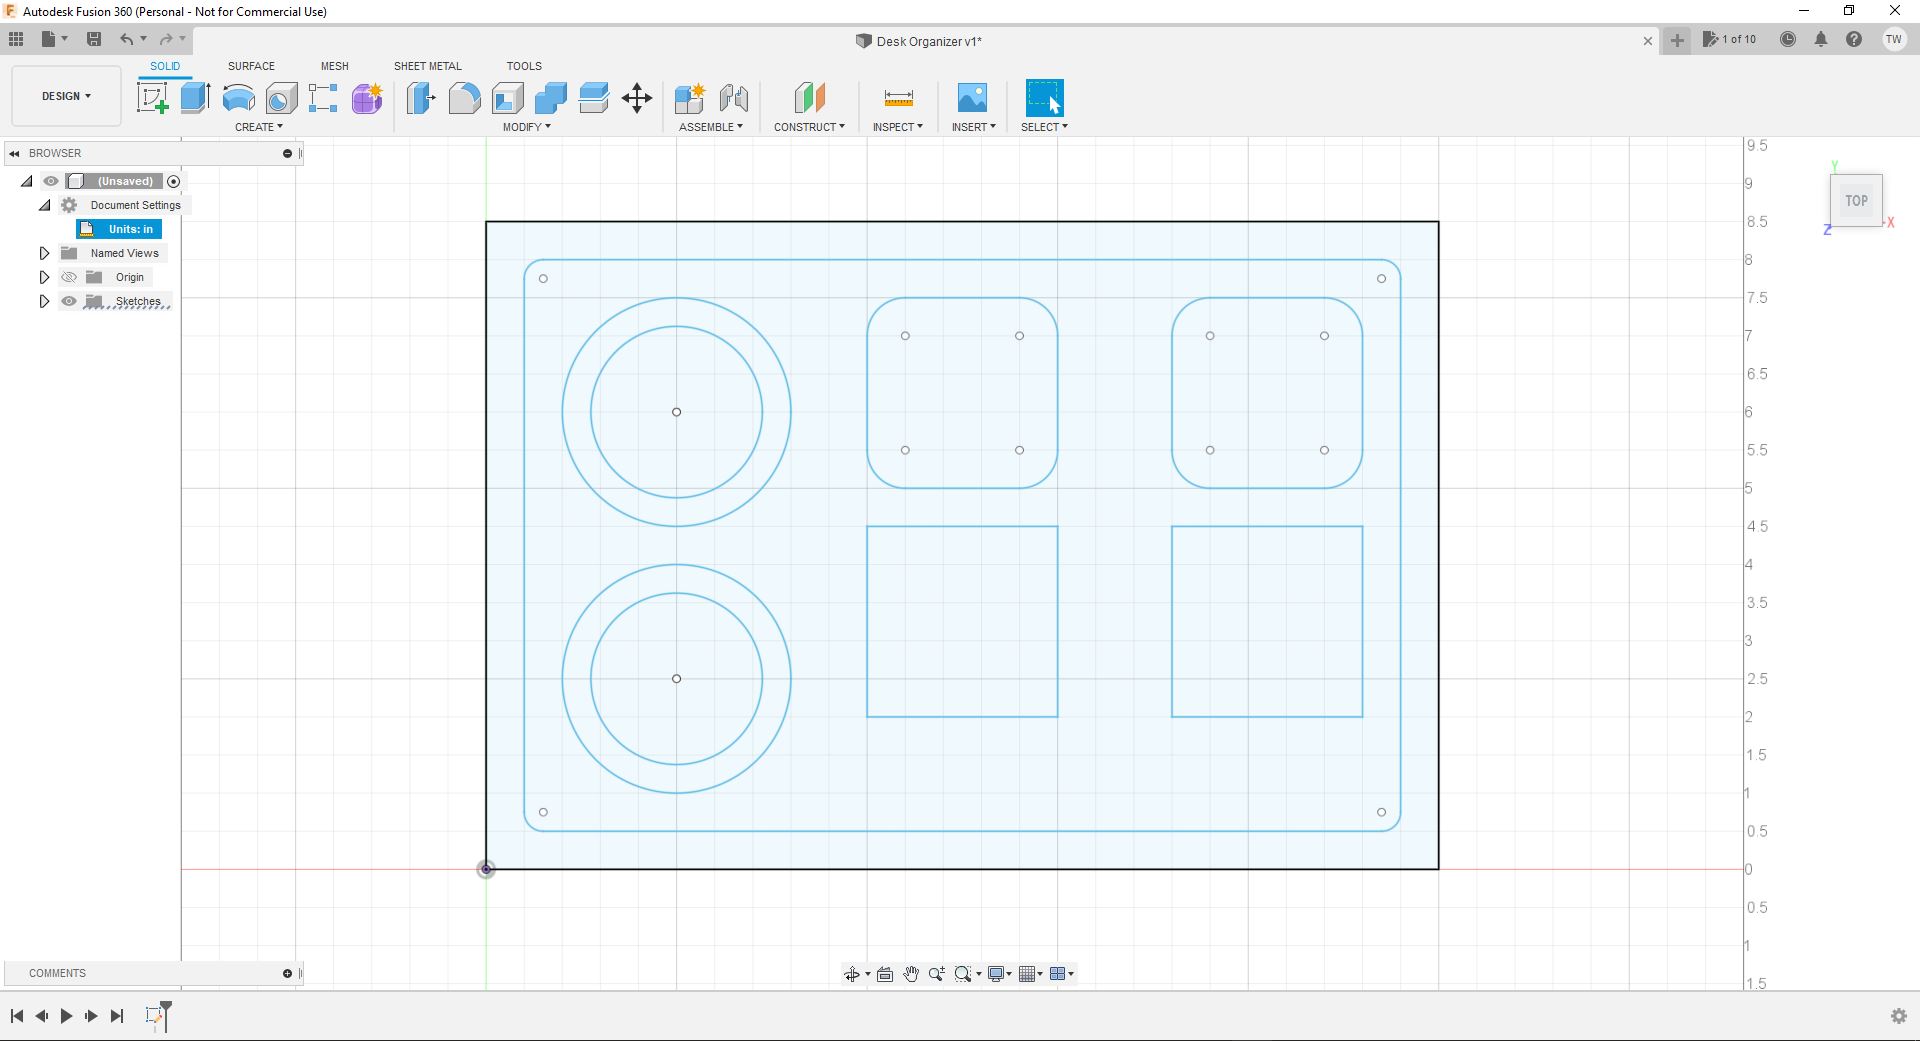 Autodesk Fusion 360 (Personal - Not for Commercial Use)
Desk Organizer v1*
1 of 10
TW
DESIGN
SOLID SURFACE MESH SHEET METAL TOOLS
CREATE MODIFY ASSEMBLE CONSTRUCT INSPECT INSERT SELECT
BROWSER
(Unsaved)
Document Settings
Units: in
Named Views
Origin
Sketches
9.5
9
8.5
8
7.5
7
6.5
6
5.5
5
4.5
4
3.5
3
2.5
2
1.5
1
0.5
0
0.5
1
1.5
Y
TOP
X
Z
COMMENTS